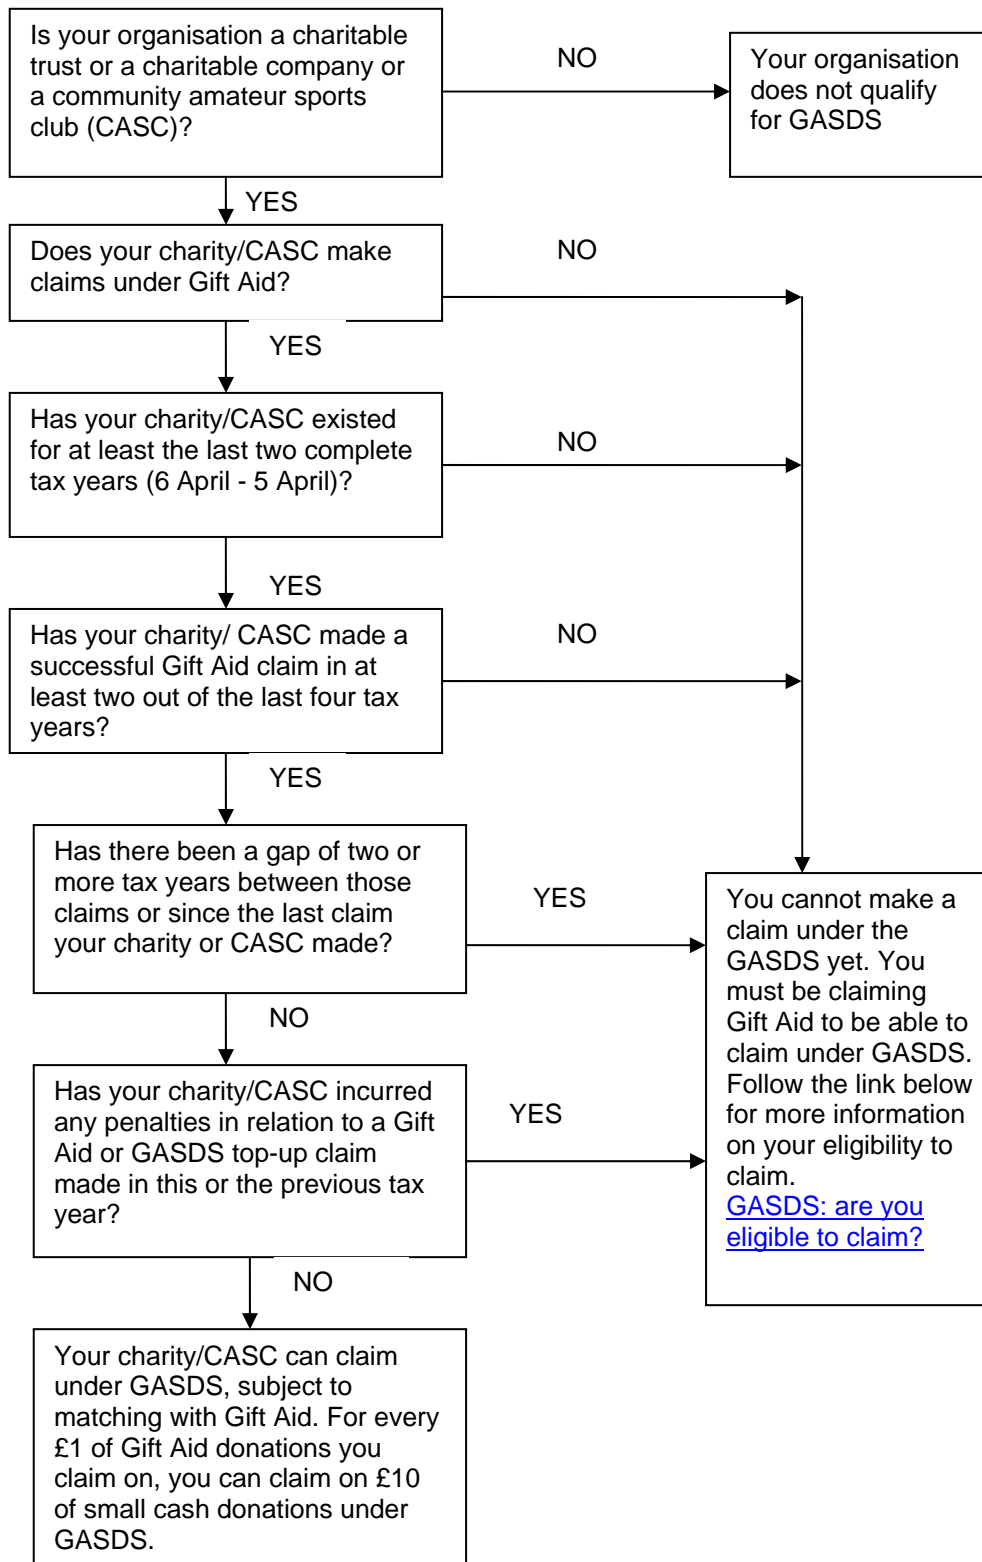 Is your organisation a charitable
trust or a charitable company or
a community amateur sports
club (CASC)?
NO
Your organisation
does not qualify
for GASDS
YES
Does your charity/CASC make
claims under Gift Aid?
NO
YES
Has your charity/CASC existed
for at least the last two complete
tax years (6 April - 5 April)?
NO
YES
Has your charity/ CASC made a
successful Gift Aid claim in at
least two out of the last four tax
years?
NO
YES
Has there been a gap of two or
more tax years between those
claims or since the last claim
your charity or CASC made?
YES
You cannot make a
claim under the
GASDS yet. You
must be claiming
Gift Aid to be able to
claim under GASDS.
Follow the link below
for more information
on your eligibility to
claim.
GASDS: are you
eligible to claim?
NO
Has your charity/CASC incurred
any penalties in relation to a Gift
Aid or GASDS top-up claim
made in this or the previous tax
year?
YES
NO
Your charity/CASC can claim
under GASDS, subject to
matching with Gift Aid. For every
£1 of Gift Aid donations you
claim on, you can claim on £10
of small cash donations under
GASDS.